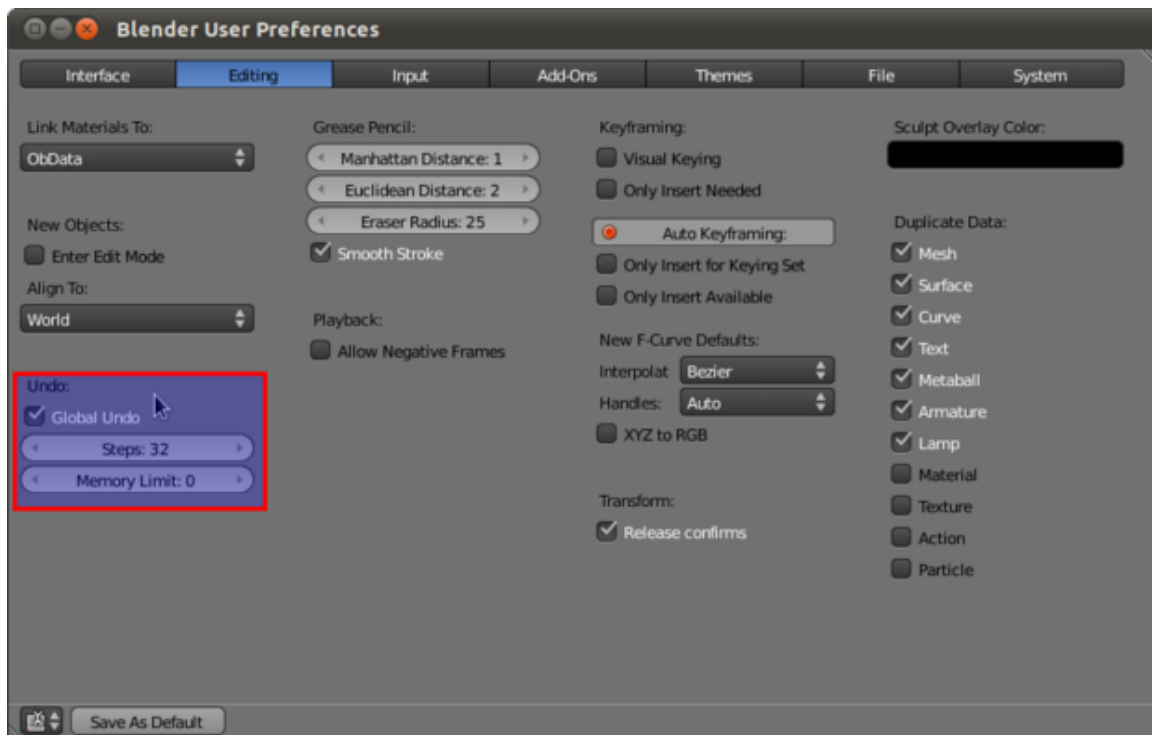 Blender User Preferences
Interface
Editing
Input
Add-Ons
Themes
File
System
Link Materials To:
ObData
New Objects:
Enter Edit Mode
Align To:
World
Undo:
Global Undo
Steps: 32
Memory Limit: 0
Grease Pencil:
Manhattan Distance: 1
Euclidean Distance: 2
Eraser Radius: 25
Smooth Stroke
Playback:
Allow Negative Frames
Keyframing:
Visual Keying
Only Insert Needed
Auto Keyframing:
Only Insert for Keying Set
Only Insert Available
New F-Curve Defaults:
Interpolat Bezier
Handles: Auto
XYZ to RGB
Transform:
Release confirms
Sculpt Overlay Color:
Duplicate Data:
Mesh
Surface
Curve
Text
Metaball
Armature
Lamp
Material
Texture
Action
Particle
Save As Default